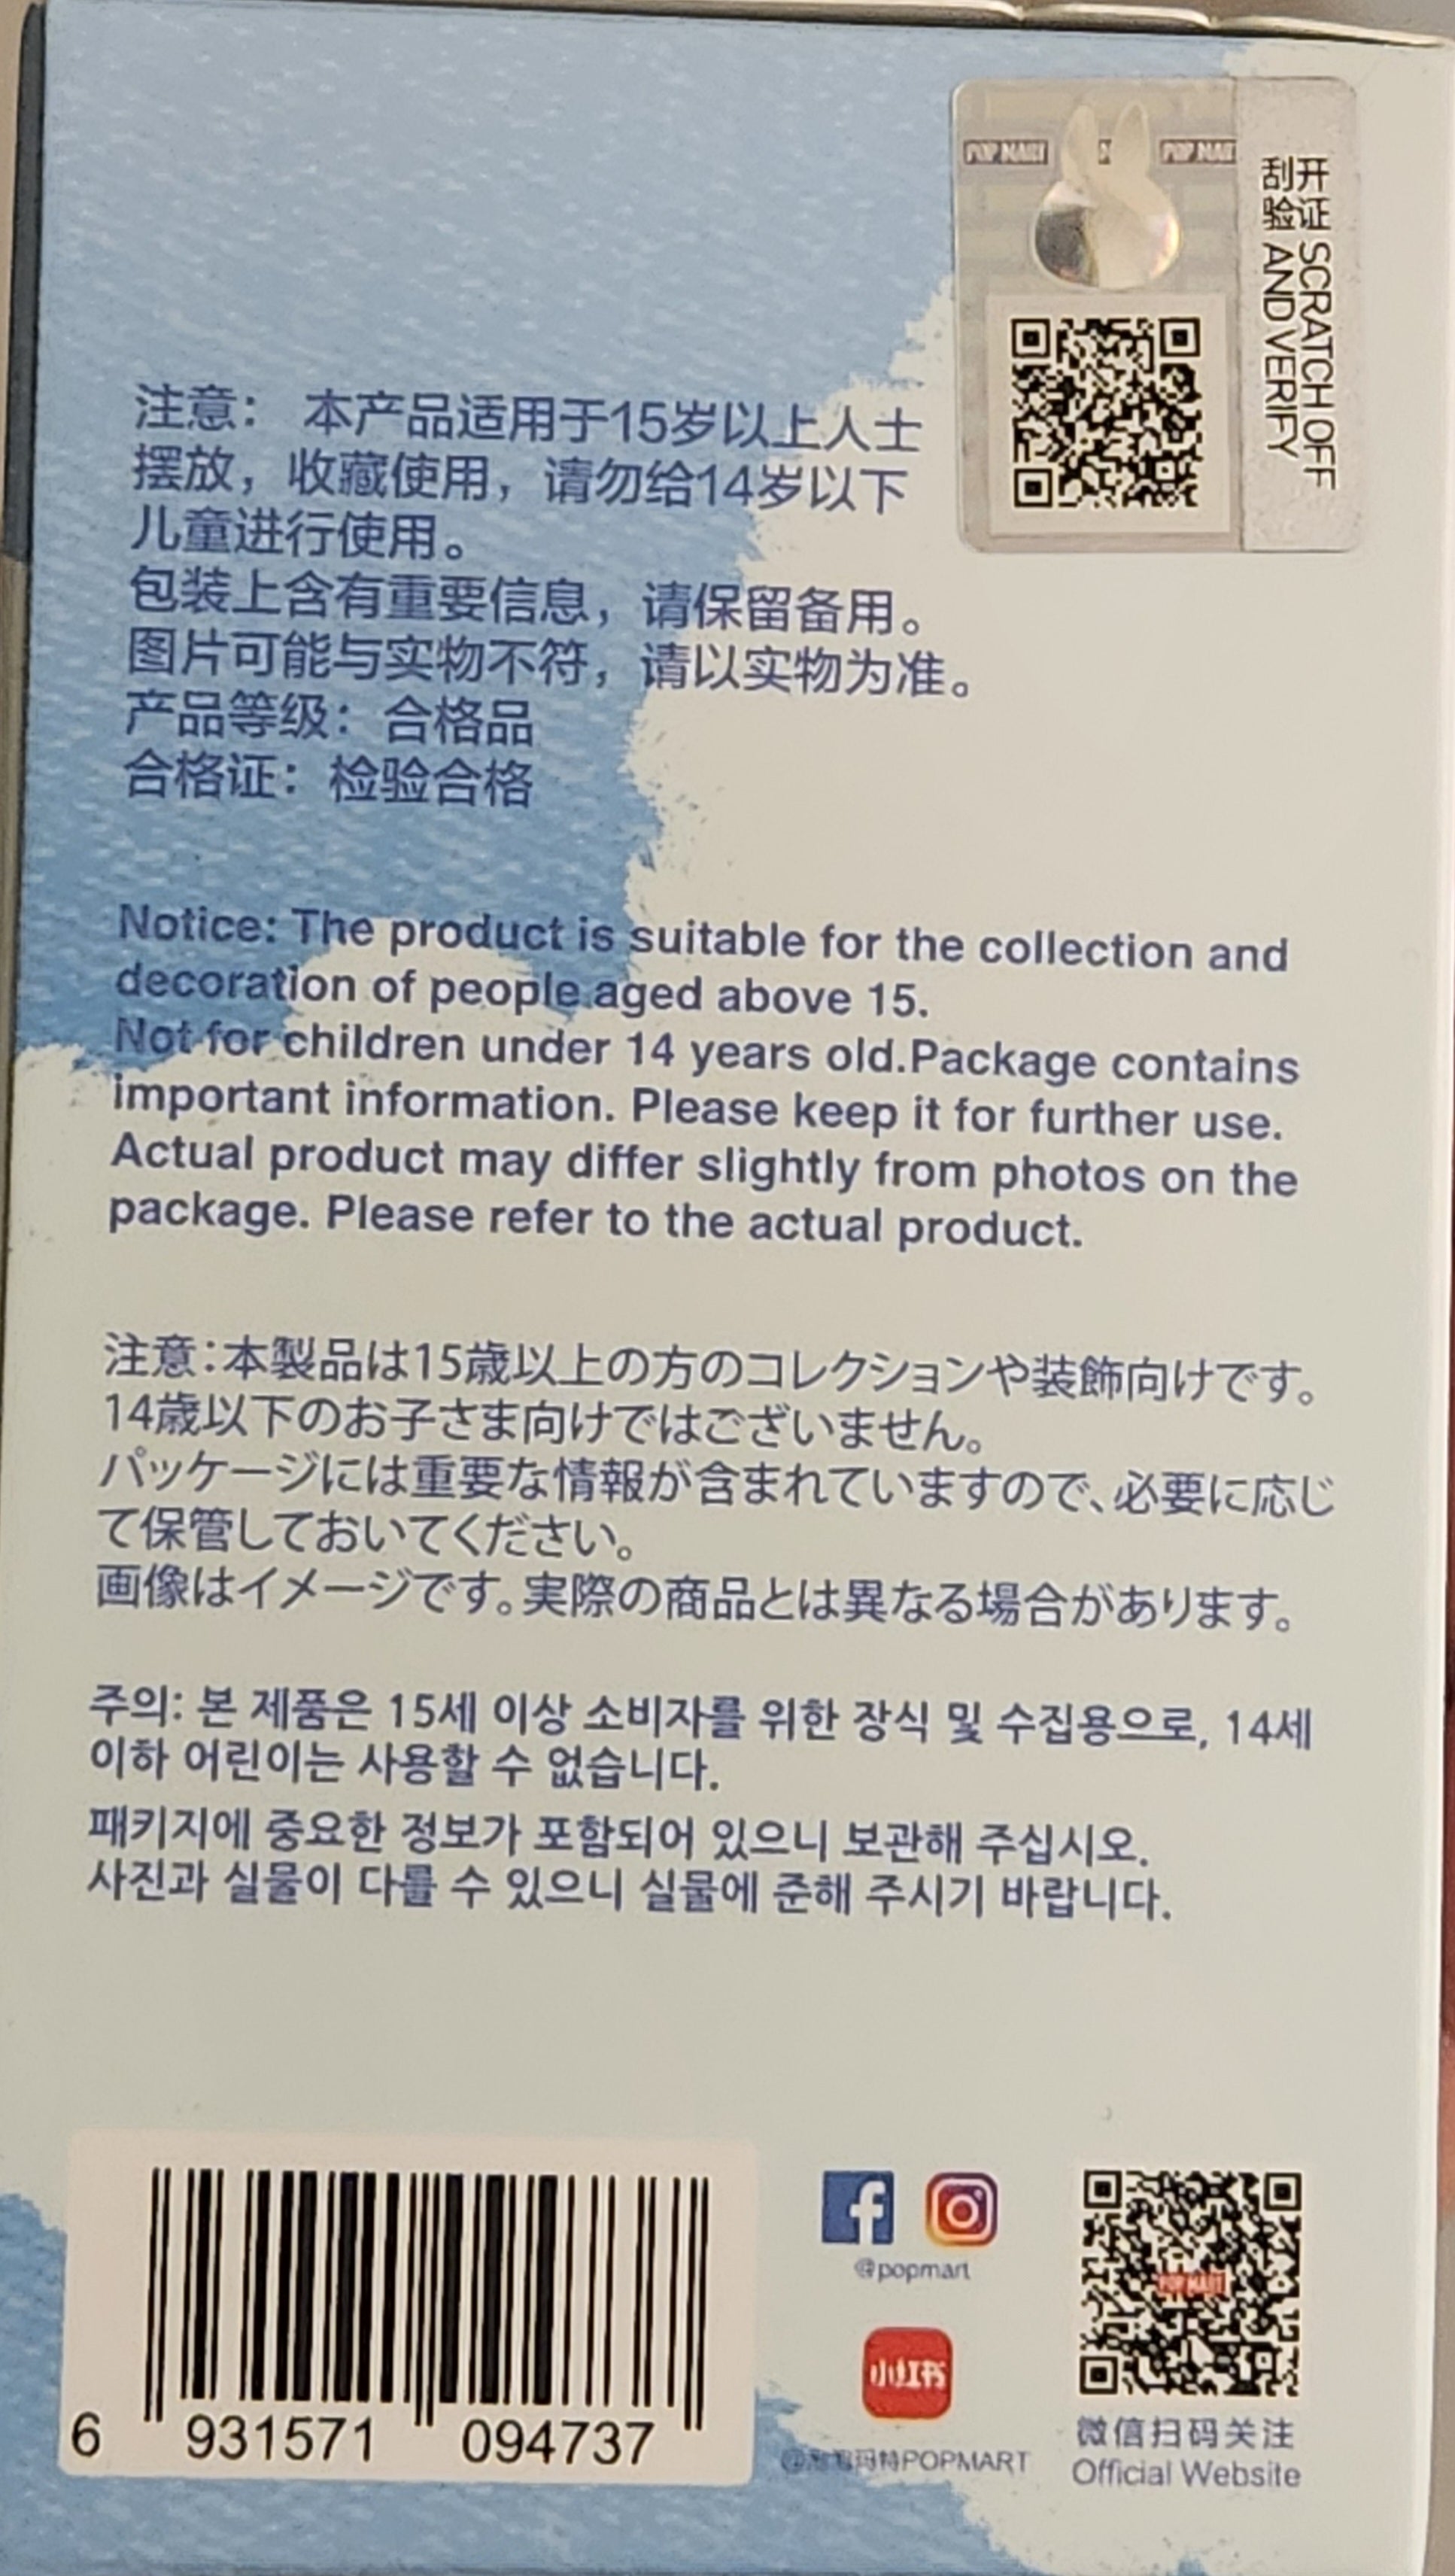 POP MART
POP MAR
刮开
验证
SCRATCH OFF
AND VERIFY
注意： 本产品适用于15岁以上人士
摆放，收藏使用，请勿给14岁以下
儿童进行使用。
包装上含有重要信息，请保留备用。
图片可能与实物不符，请以实物为准。
产品等级：合格品
合格证：检验合格
Notice: The product is suitable for the collection and
decoration of people aged above 15.
Not for children under 14 years old.Package contains
important information. Please keep it for further use.
Actual product may differ slightly from photos on the
package. Please refer to the actual product.
注意：本製品は15歳以上の方のコレクションや装飾向けです。
14歳以下のお子さま向けではございません。
パッケージには重要な情報が含まれていますので、必要に応じ
て保管しておいてください。
画像はイメージです。実際の商品とは異なる場合があります。
주의: 본 제품은 15세 이상 소비자를 위한 장식 및 수집용으로, 14세
이하 어린이는 사용할 수 없습니다.
패키지에 중요한 정보가 포함되어 있으니 보관해 주십시오.
사진과 실물이 다를 수 있으니 실물에 준해 주시기 바랍니다.
6 931571 094737
@popmart
小红书
@泡泡玛特POPMART
POP MART
微信扫码关注
Official Website